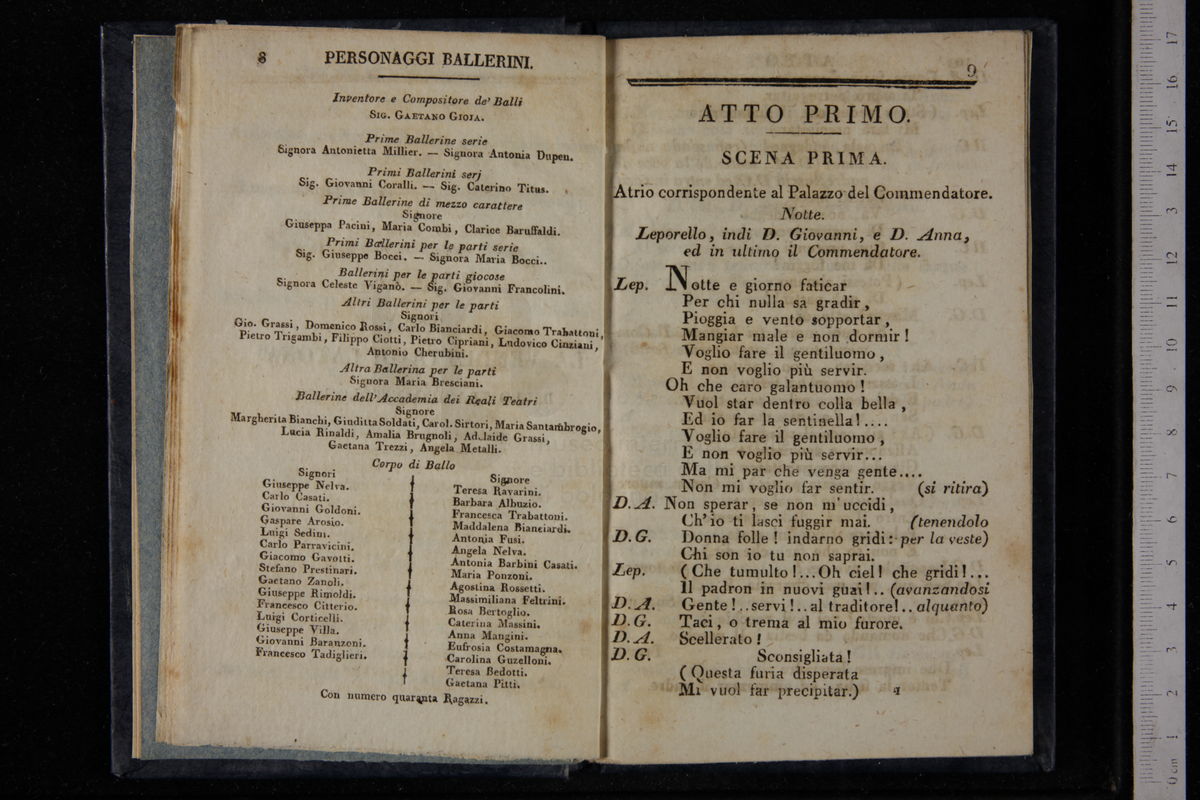 8
PERSONAGGI BALLERINI.
Inventore e Compositore de' Balli
SIG. GAETANO GIOJA.
Prime Ballerine serie
Signora Antonietta Millier. — Signora Antonia Dupen.
Primi Ballerini serj
Sig. Giovanni Coralli. — Sig. Caterino Titus.
Prime Ballerine di mezzo carattere
Signore
Giuseppa Pacini, Maria Combi, Clarice Baruffaldi.
Primi Ballerini per le parti serie
Sig. Giuseppe Bocci. — Signora Maria Bocci..
Ballerini per le parti giocose
Signora Celeste Viganò. — Sig. Giovanni Francolini.
Altri Ballerini per le parti
Signori
Gio. Grassi, Domenico Rossi, Carlo Bianciardi, Giacomo Trabattoni,
Pietro Trigambi, Filippo Ciotti, Pietro Cipriani, Ludovico Cinziani,
Antonio Cherubini.
Altra Ballerina per le parti
Signora Maria Bresciani.
Ballerine dell'Accademia dei Reali Teatri
Signore
Margherita Bianchi, Giuditta Soldati, Carol. Sirtori, Maria Santambrogio,
Lucia Rinaldi, Amalia Brugnoli, Adelaide Grassi,
Gaetana Trezzi, Angela Metalli.
Corpo di Ballo
Signori
Giuseppe Nelva.
Carlo Casati.
Giovanni Goldoni.
Gaspare Arosio.
Luigi Sedini.
Carlo Parravicini.
Giacomo Gavotti.
Stefano Prestinari.
Gaetano Zanoli.
Giuseppe Rimoldi.
Francesco Citterio.
Luigi Corticelli.
Giuseppe Villa.
Giovanni Baranzoni.
Francesco Tadiglieri.
Signore
Teresa Ravarini.
Barbara Albuzio.
Francesca Trabattoni.
Maddalena Bianciardi.
Antonia Fusi.
Angela Nelva.
Antonia Barbini Casati.
Maria Ponzoni.
Agostina Rossetti.
Massimiliana Feltrini.
Rosa Bertoglio.
Caterina Massini.
Anna Mangini.
Eufrosia Costamagna.
Carolina Guzelloni.
Teresa Bedotti.
Gaetana Pitti.
Con numero quaranta Ragazzi.
9
ATTO PRIMO.
SCENA PRIMA.
Atrio corrispondente al Palazzo del Commendatore.
Notte.
Leporello, indi D. Giovanni, e D. Anna,
ed in ultimo il Commendatore.
Lep. Notte e giorno faticar
Per chi nulla sa gradir,
Pioggia e vento sopportar,
Mangiar male e non dormir!
Voglio fare il gentiluomo,
E non voglio più servir.
Oh che caro galantuomo!
Vuol star dentro colla bella,
Ed io far la sentinella!....
Voglio fare il gentiluomo,
E non voglio più servir...
Ma mi par che venga gente....
Non mi voglio far sentir. (si ritira)
D. A. Non sperar, se non m'uccidi,
Ch'io ti lasci fuggir mai. (tenendolo
D. G. Donna folle! indarno gridi: per la veste)
Chi son io tu non saprai.
Lep. (Che tumulto!...Oh ciel! che gridi!...
Il padron in nuovi guai!.. (avanzandosi
D. A. Gente!..servi!..al traditore!.. alquanto)
D. G. Taci, o trema al mio furore.
D. A. Scellerato!
D. G. Sconsigliata!
(Questa furia disperata
Mi vuol far precipitar.)